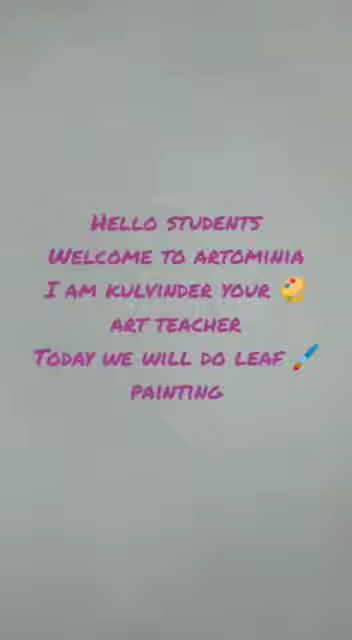 Hello students
Welcome to artominia
I am kulvinder your 🎨
art teacher
Today we will do leaf 🖌️
painting